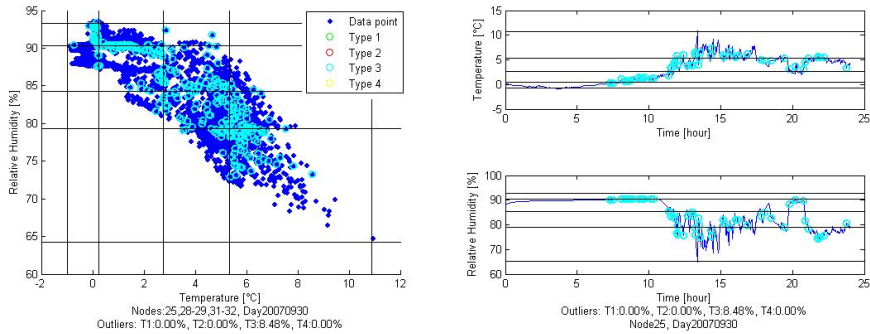 95
90
85
80
75
70
65
60
Relative Humidity [%]
-2 0 2 4 6 8 10 12
Temperature [°C]
Nodes:25,28-29,31-32, Day20070930
Outliers: T1:0.00%, T2:0.00%, T3:8.48%, T4:0.00%
Data point
Type 1
Type 2
Type 3
Type 4
15
10
5
0
-5
Temperature [°C]
0 5 10 15 20 25
Time [hour]
100
90
80
70
60
Relative Humidity [%]
0 5 10 15 20 25
Time [hour]
Outliers: T1:0.00%, T2:0.00%, T3:8.48%, T4:0.00%
Node25, Day20070930